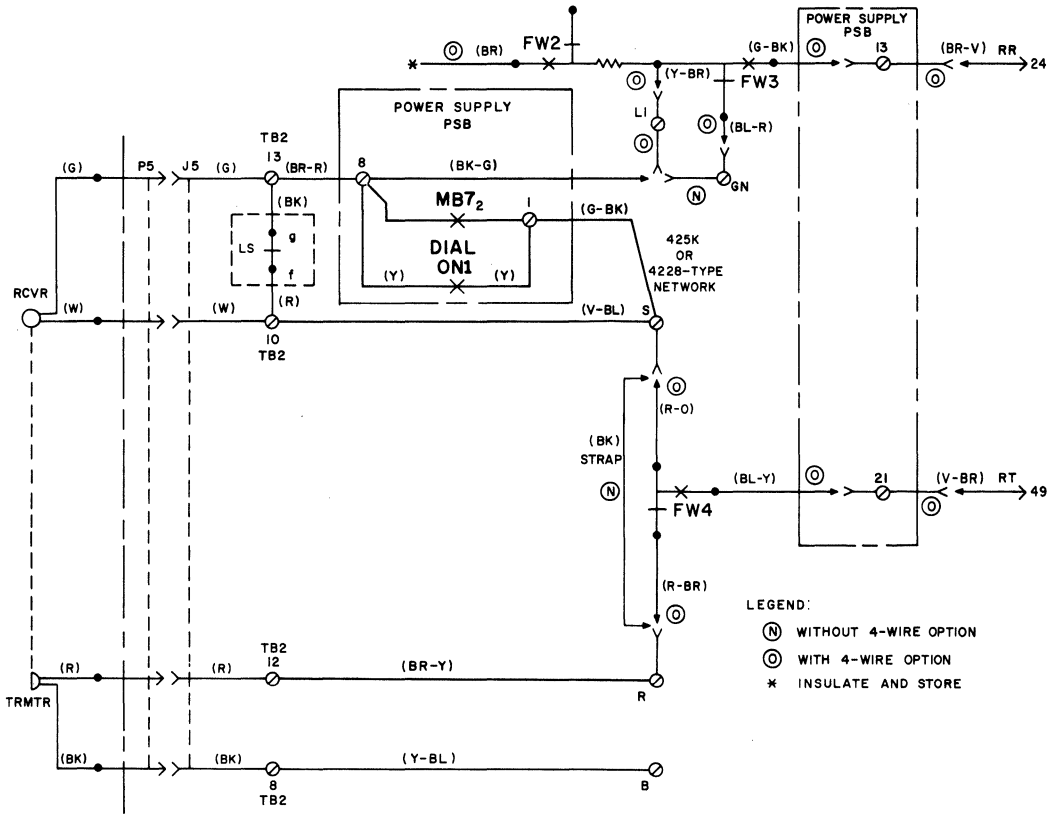 POWER SUPPLY
PSB
FW2
O (BR)
(G-BK) O 13 (BR-V) RR
24
O (Y-BR) FW3 O
POWER SUPPLY
PSB
L1 O (BL-R)
O
TB2
13
(G) P5 J5 (G) (BR-R) 8 (BK-G)
GN
N
(BK)
MB7₂ 1 (G-BK)
g
LS
f
DIAL
ON1
(Y) (Y)
425K
OR
4228-TYPE
NETWORK
RCVR
(W) (W) (R) (V-BL) S
10
TB2
O
(R-O)
(BK)
STRAP
N
(BL-Y) O 21 (V-BR) RT
49
FW4 O
(R-BR)
O
LEGEND:
N WITHOUT 4-WIRE OPTION
O WITH 4-WIRE OPTION
* INSULATE AND STORE
TB2
12
(R) (R) (BR-Y)
R
TRMTR
(BK) (BK) (Y-BL)
8
TB2
B